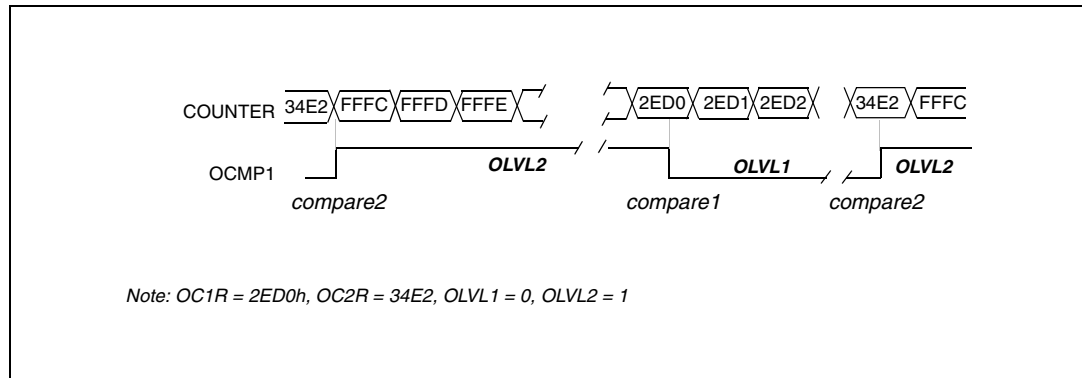 COUNTER 34E2 FFFC FFFD FFFE 2ED0 2ED1 2ED2 34E2 FFFC
OCMP1 OLVL2 OLVL1 OLVL2
compare2 compare1 compare2
Note: OC1R = 2ED0h, OC2R = 34E2, OLVL1 = 0, OLVL2 = 1